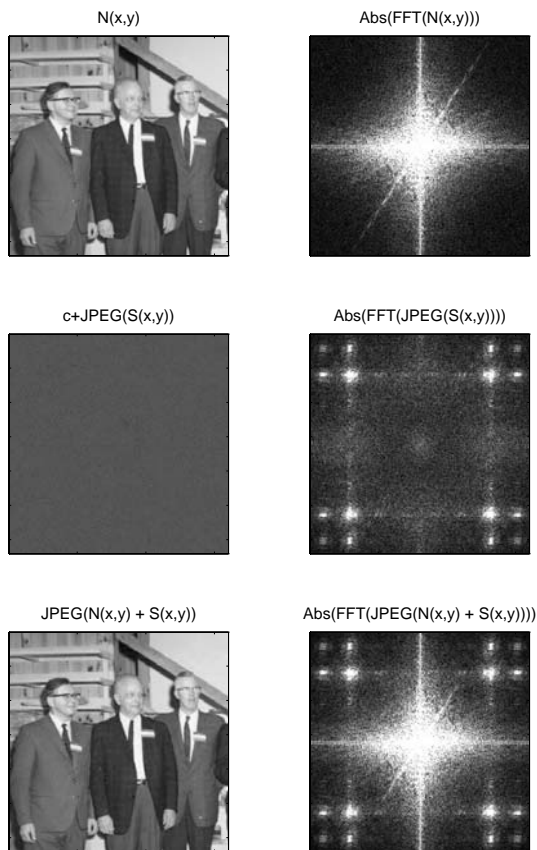 N(x,y)
Abs(FFT(N(x,y)))
c+JPEG(S(x,y))
Abs(FFT(JPEG(S(x,y))))
JPEG(N(x,y) + S(x,y))
Abs(FFT(JPEG(N(x,y) + S(x,y))))